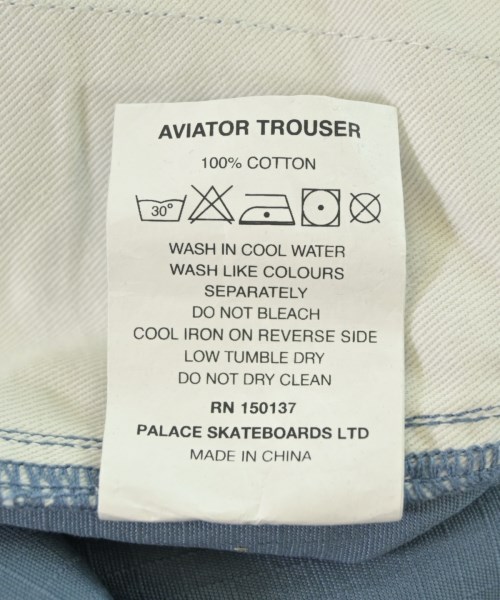 AVIATOR TROUSER
100% COTTON
30°
WASH IN COOL WATER
WASH LIKE COLOURS
SEPARATELY
DO NOT BLEACH
COOL IRON ON REVERSE SIDE
LOW TUMBLE DRY
DO NOT DRY CLEAN
RN 150137
PALACE SKATEBOARDS LTD
MADE IN CHINA